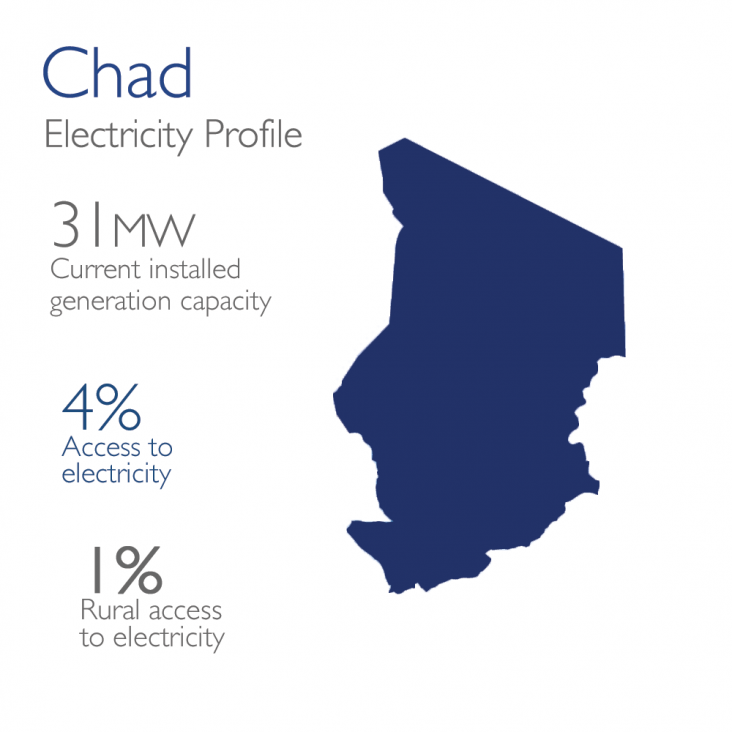 Chad
Electricity Profile
31MW
Current installed
generation capacity
4%
Access to
electricity
1%
Rural access
to electricity